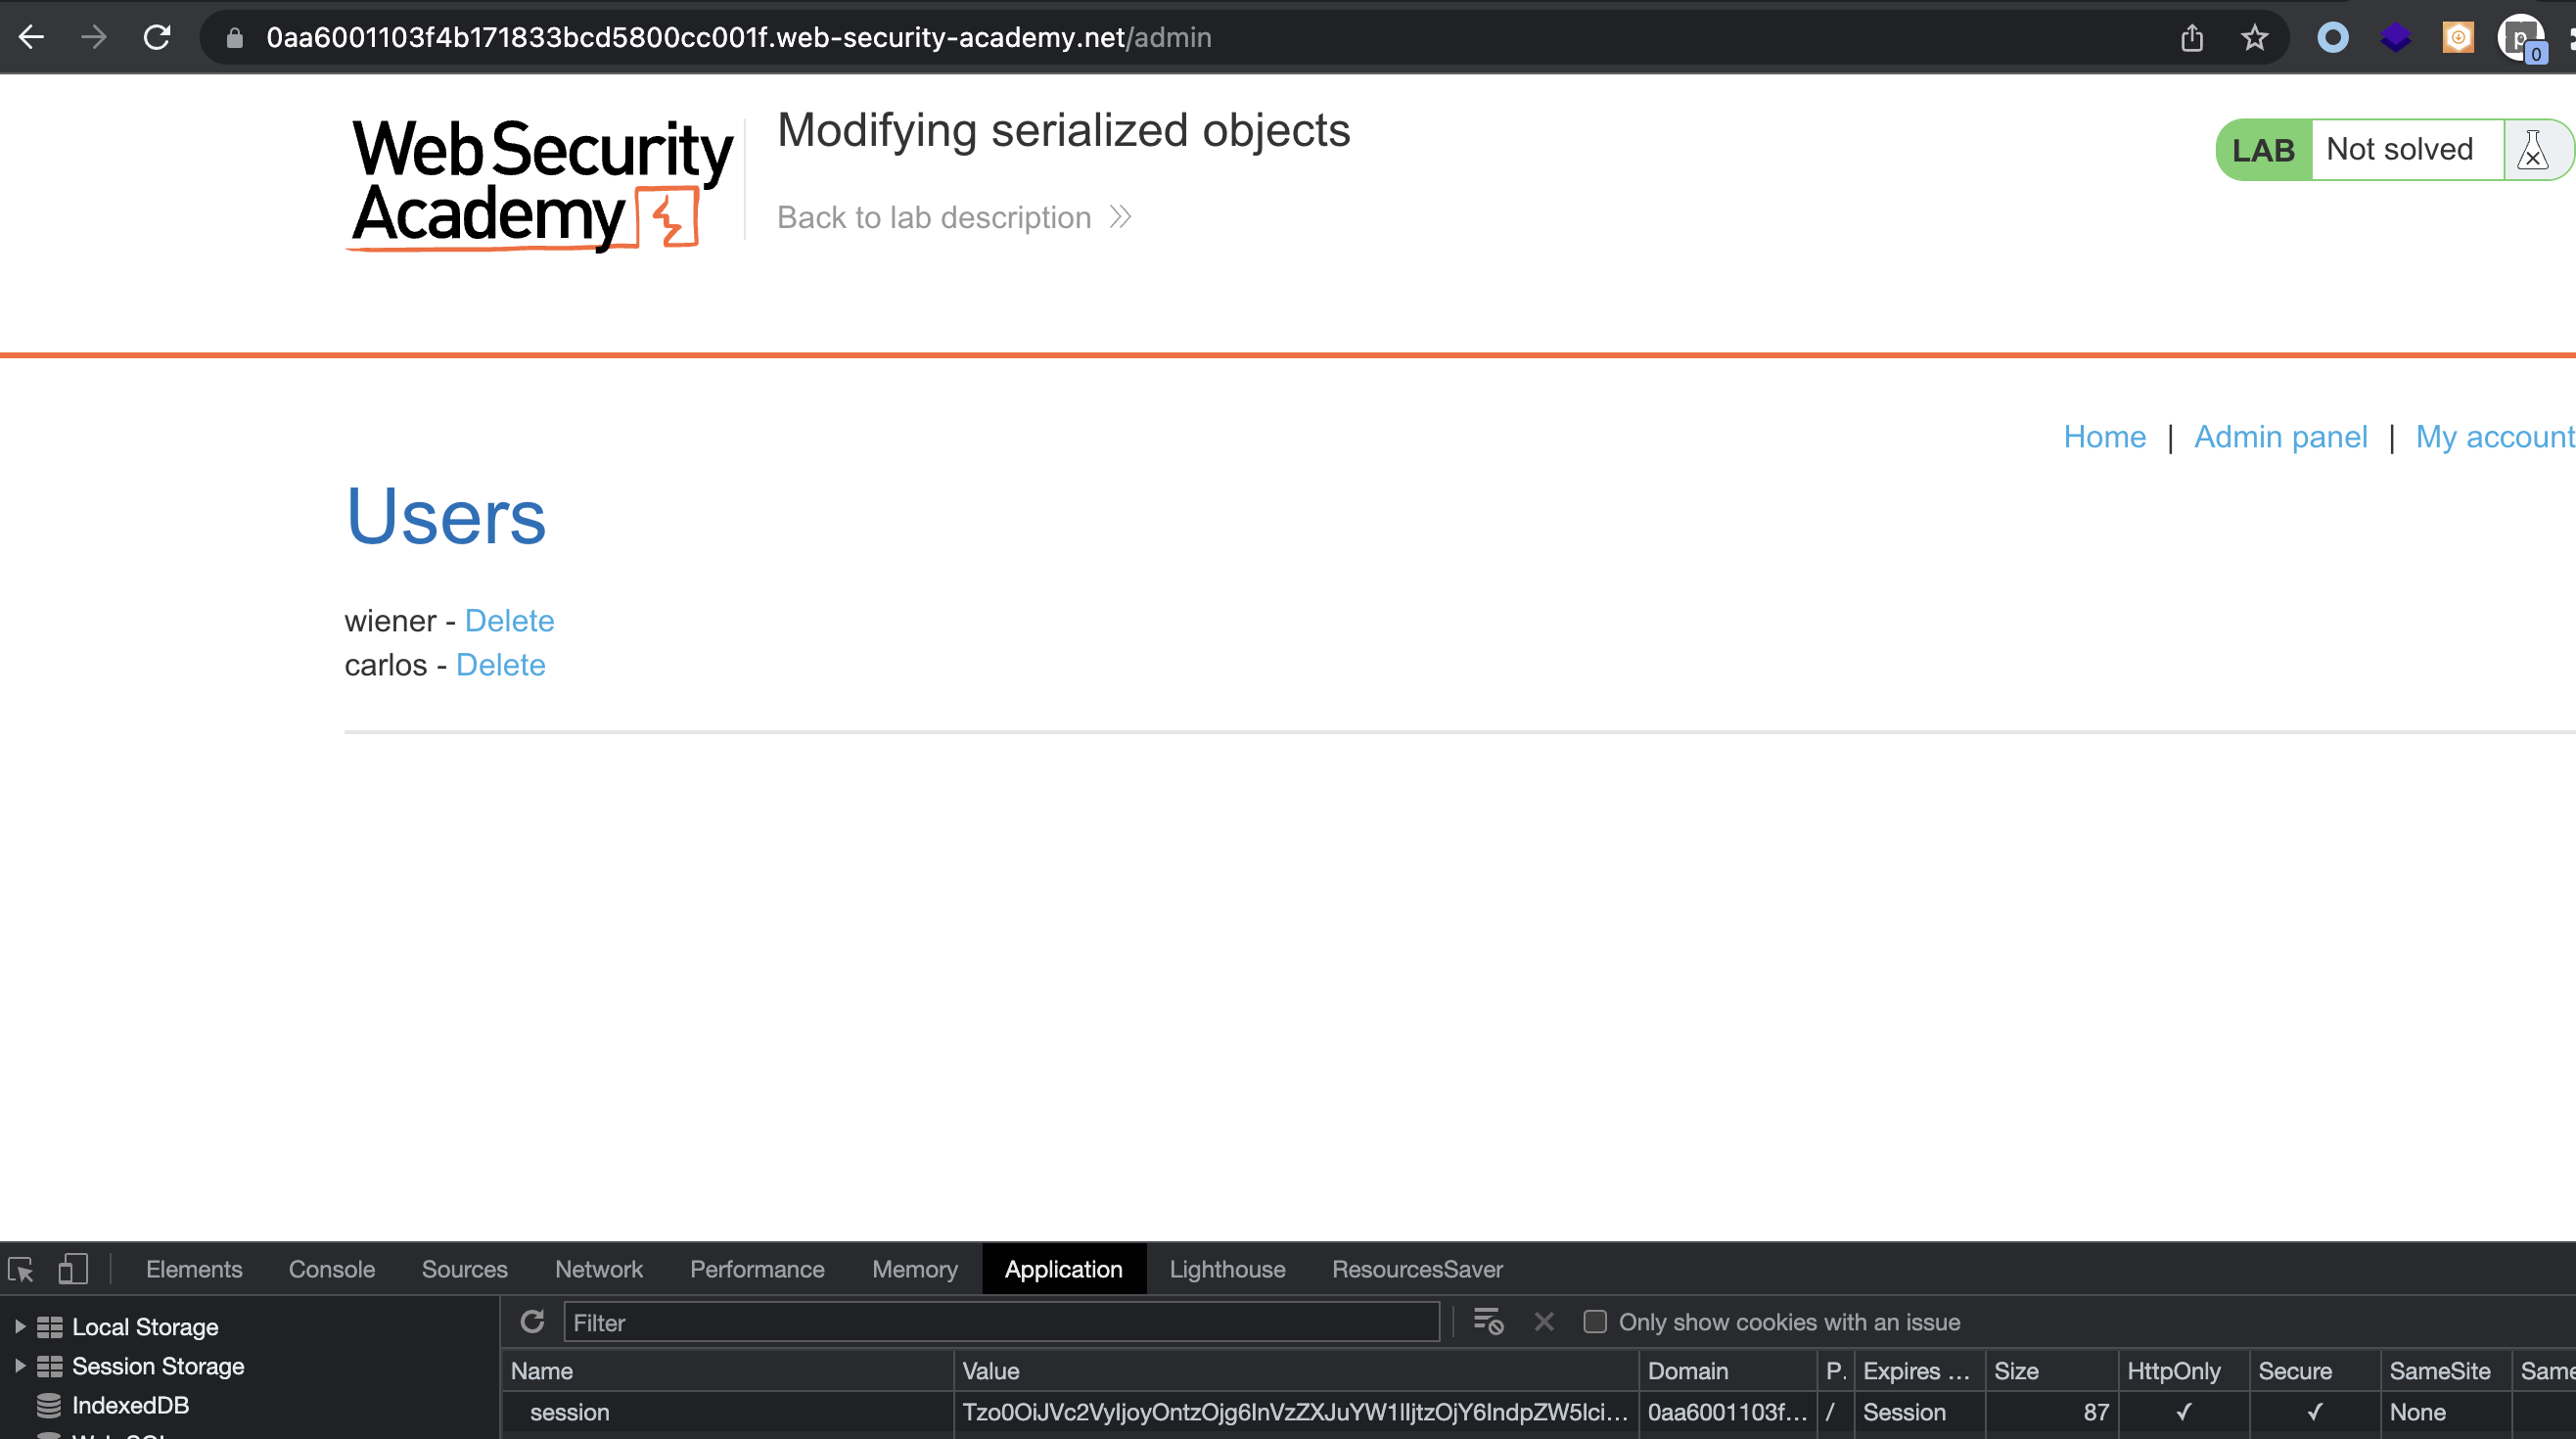 0aa6001103f4b171833bcd5800cc001f.web-security-academy.net/admin
p
0
Web Security
Academy
Modifying serialized objects
Back to lab description
LAB Not solved
Home | Admin panel | My account
Users
wiener - Delete
carlos - Delete
Elements Console Sources Network Performance Memory Application Lighthouse ResourcesSaver
Local Storage
Session Storage
IndexedDB
Filter
Only show cookies with an issue
Name Value Domain P. Expires ... Size HttpOnly Secure SameSite Same
session Tzo0OiJVc2VyIjoyOntzOjg6InVzZXJuYW1lIjtzOjY6IndpZW5lci... 0aa6001103f... / Session 87 ✓ ✓ None